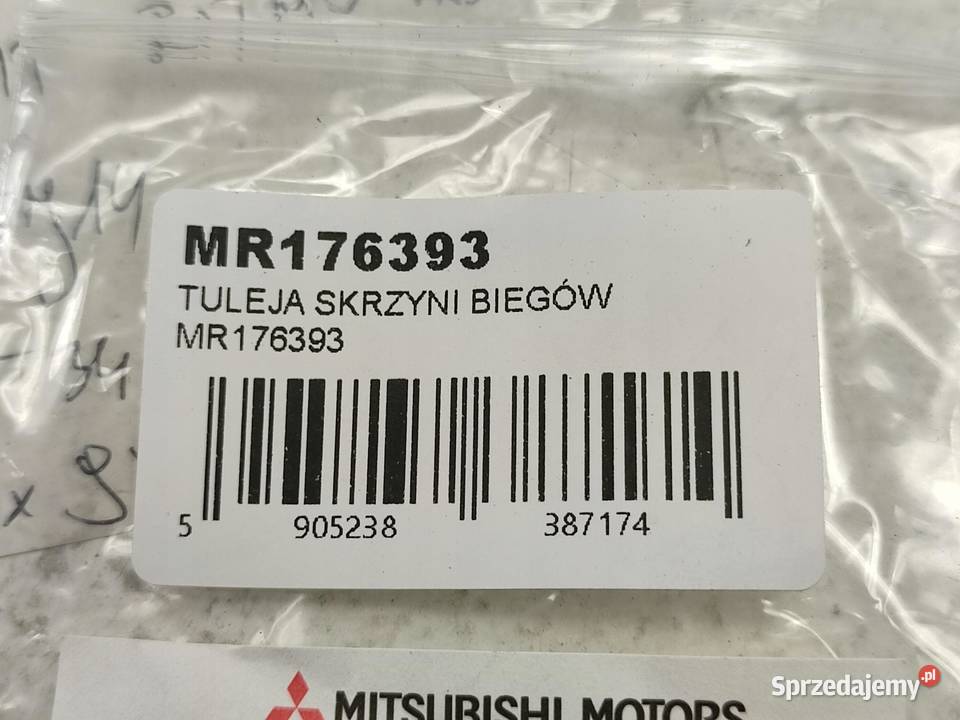 MR176393
TULEJA SKRZYNI BIEGÓW
MR176393
5 905238 387174
MITSUBISHI MOTORS
Sprzedajemy.pl